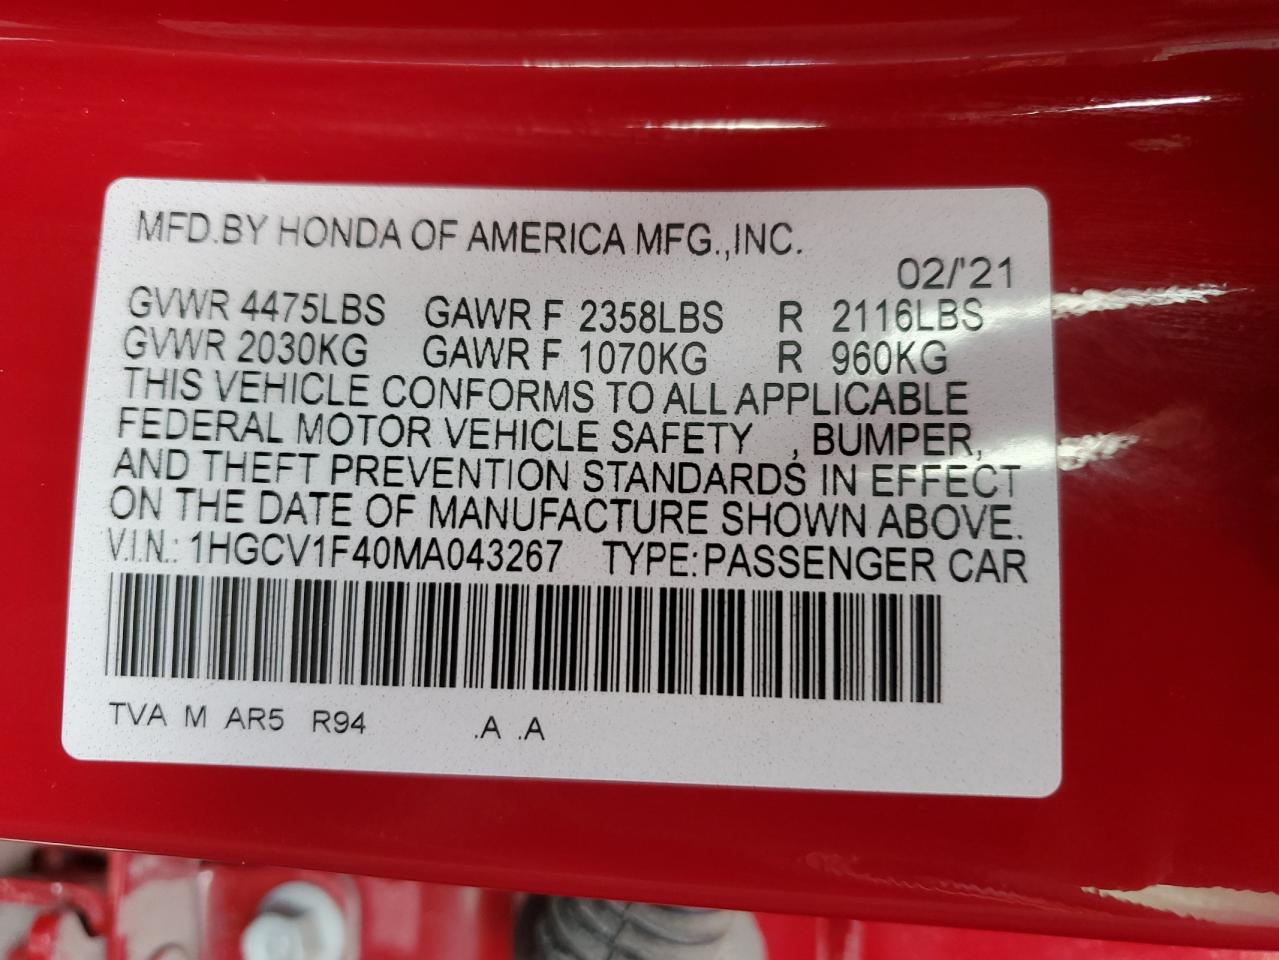 MFD.BY HONDA OF AMERICA MFG.,INC.
02/'21
GVWR 4475LBS GAWR F 2358LBS R 2116LBS
GVWR 2030KG GAWR F 1070KG R 960KG
THIS VEHICLE CONFORMS TO ALL APPLICABLE
FEDERAL MOTOR VEHICLE SAFETY , BUMPER,
AND THEFT PREVENTION STANDARDS IN EFFECT
ON THE DATE OF MANUFACTURE SHOWN ABOVE.
V.I.N.: 1HGCV1F40MA043267 TYPE:PASSENGER CAR
TVA M AR5 R94 .A .A